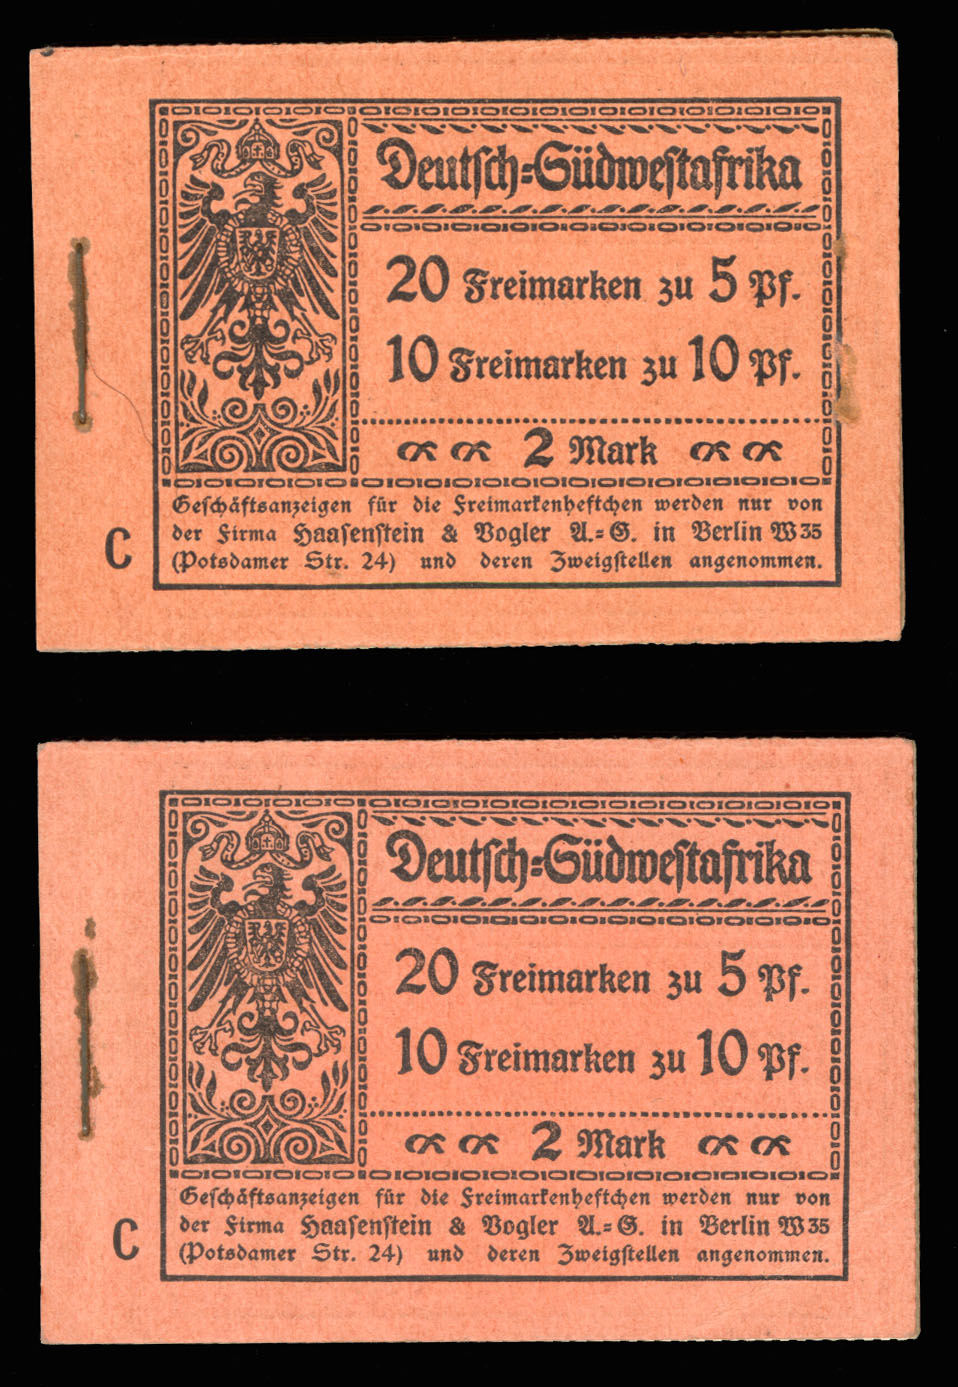 Deutsch=Südwestafrika
20 Freimarken zu 5 Pf.
10 Freimarken zu 10 Pf.
2 Mark
Geschäftsanzeigen für die Freimarkenheftchen werden nur von
der Firma Haasenstein & Vogler A.=G. in Berlin W35
(Potsdamer Str. 24) und deren Zweigstellen angenommen.
C
Deutsch=Südwestafrika
20 Freimarken zu 5 Pf.
10 Freimarken zu 10 Pf.
2 Mark
Geschäftsanzeigen für die Freimarkenheftchen werden nur von
der Firma Haasenstein & Vogler A.=G. in Berlin W35
(Potsdamer Str. 24) und deren Zweigstellen angenommen.
C